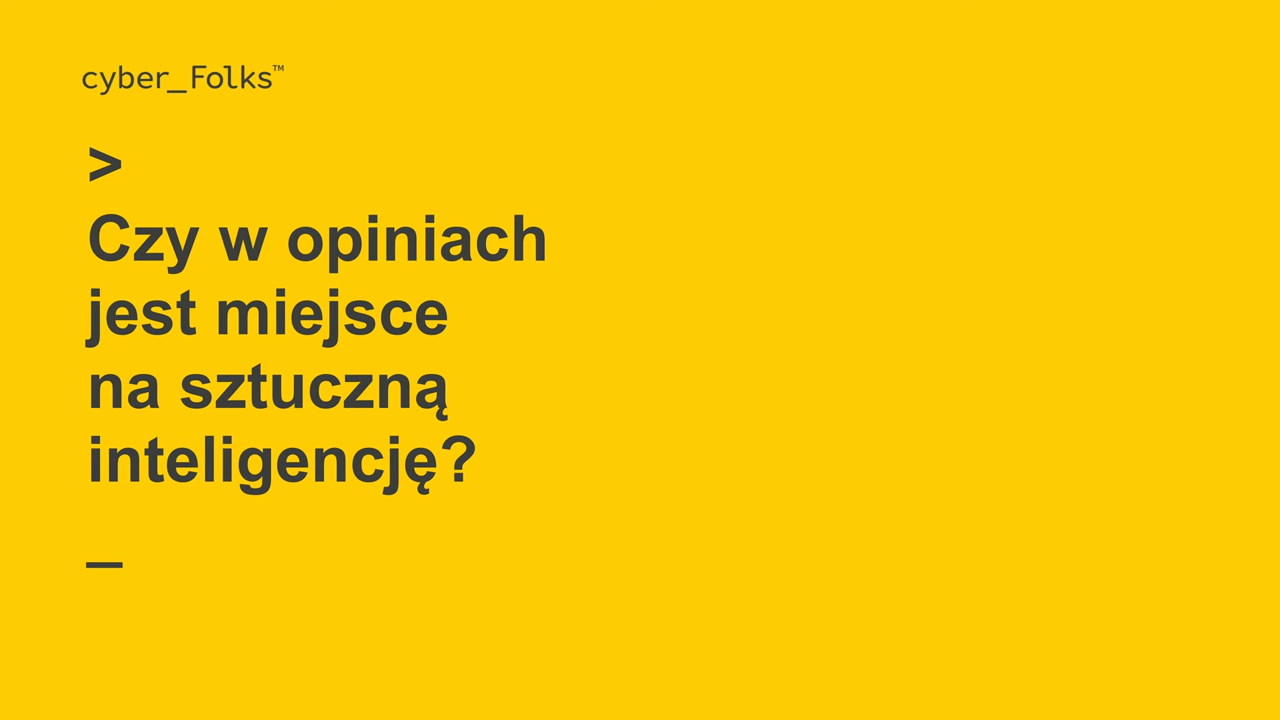 cyber_Folks™
>
Czy w opiniach
jest miejsce
na sztuczną
inteligencję?
_